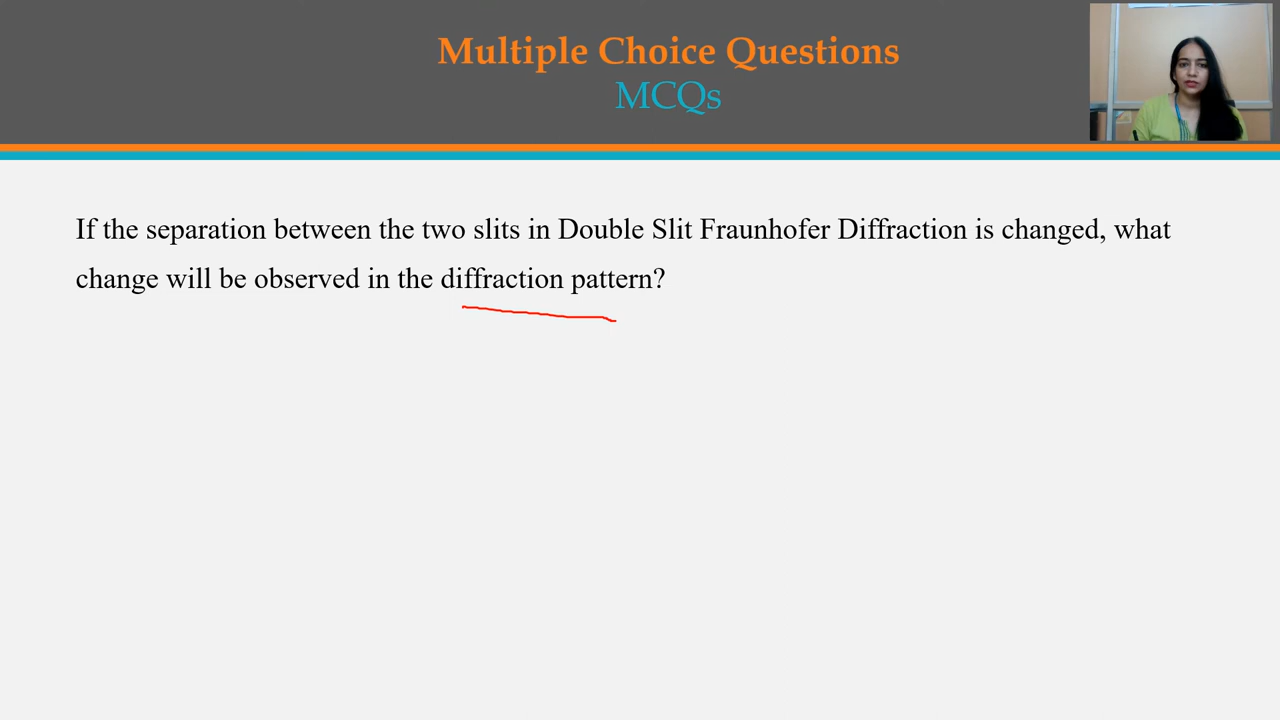 Multiple Choice Questions
MCQs
If the separation between the two slits in Double Slit Fraunhofer Diffraction is changed, what
change will be observed in the diffraction pattern?